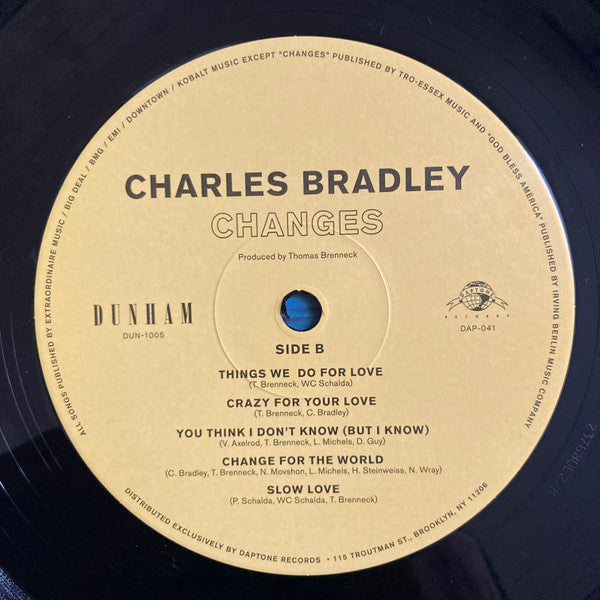 ALL SONGS PUBLISHED BY EXTRAORDINAIRE MUSIC / BIG DEAL / BMG / EMI / DOWNTOWN / KOBALT MUSIC EXCEPT "CHANGES" PUBLISHED BY TRO-ESSEX MUSIC AND "GOD BLESS AMERICA" PUBLISHED BY IRVING BERLIN MUSIC COMPANY
CHARLES BRADLEY
CHANGES
Produced by Thomas Brenneck
DUNHAM
DUN-1005
DAPTONE
RECORDS
DAP-041
SIDE B
THINGS WE DO FOR LOVE
(T. Brenneck, WC Schalda)
CRAZY FOR YOUR LOVE
(T. Brenneck, C. Bradley)
YOU THINK I DON'T KNOW (BUT I KNOW)
(V. Axelrod, T. Brenneck, L. Michels, D. Guy)
CHANGE FOR THE WORLD
(C. Bradley, T. Brenneck, N. Movshon, L. Michels, H. Steinweiss, N. Wray)
SLOW LOVE
(P. Schalda, WC Schalda, T. Brenneck)
DISTRIBUTED EXCLUSIVELY BY DAPTONE RECORDS • 115 TROUTMAN ST., BROOKLYN, NY 11206